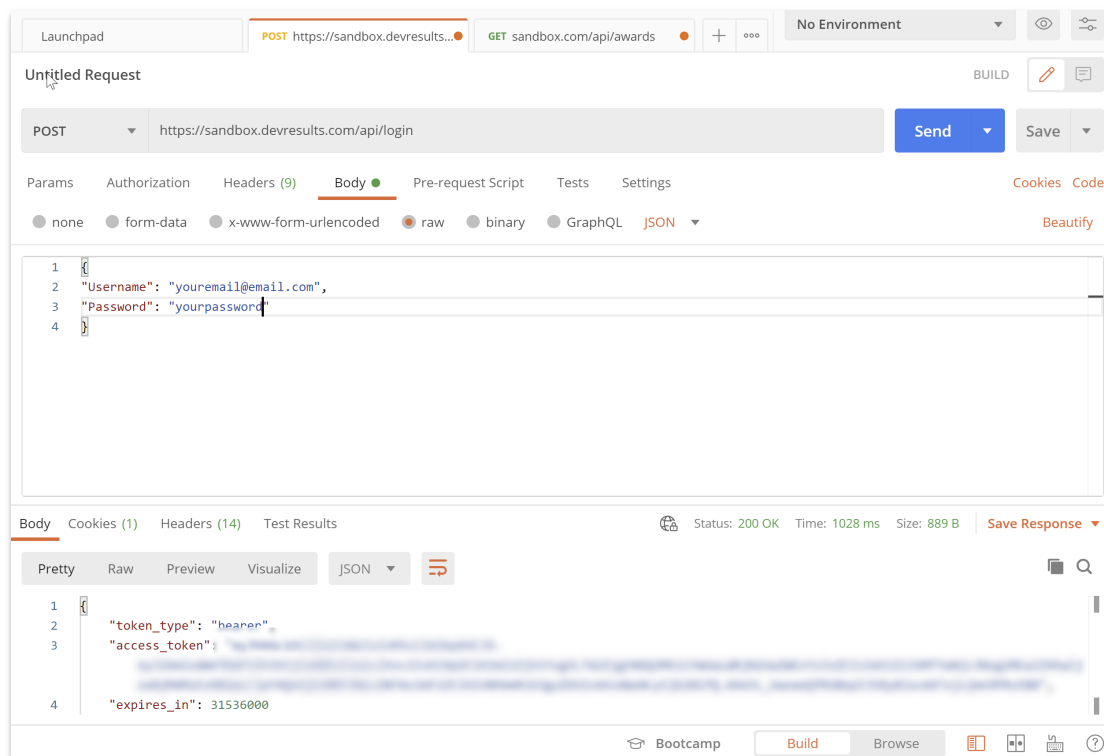 Launchpad
POST https://sandbox.devresults...
GET sandbox.com/api/awards
No Environment
Untitled Request
BUILD
POST
https://sandbox.devresults.com/api/login
Send
Save
Params Authorization Headers (9) Body Pre-request Script Tests Settings
Cookies Code
none form-data x-www-form-urlencoded raw binary GraphQL JSON
Beautify
1 {
2 "Username": "youremail@email.com",
3 "Password": "yourpassword"
4 }
Body Cookies (1) Headers (14) Test Results
Status: 200 OK Time: 1028 ms Size: 889 B Save Response
Pretty Raw Preview Visualize JSON
1 {
2 "token_type": "bearer",
3 "access_token":
4 "expires_in": 31536000
Bootcamp Build Browse